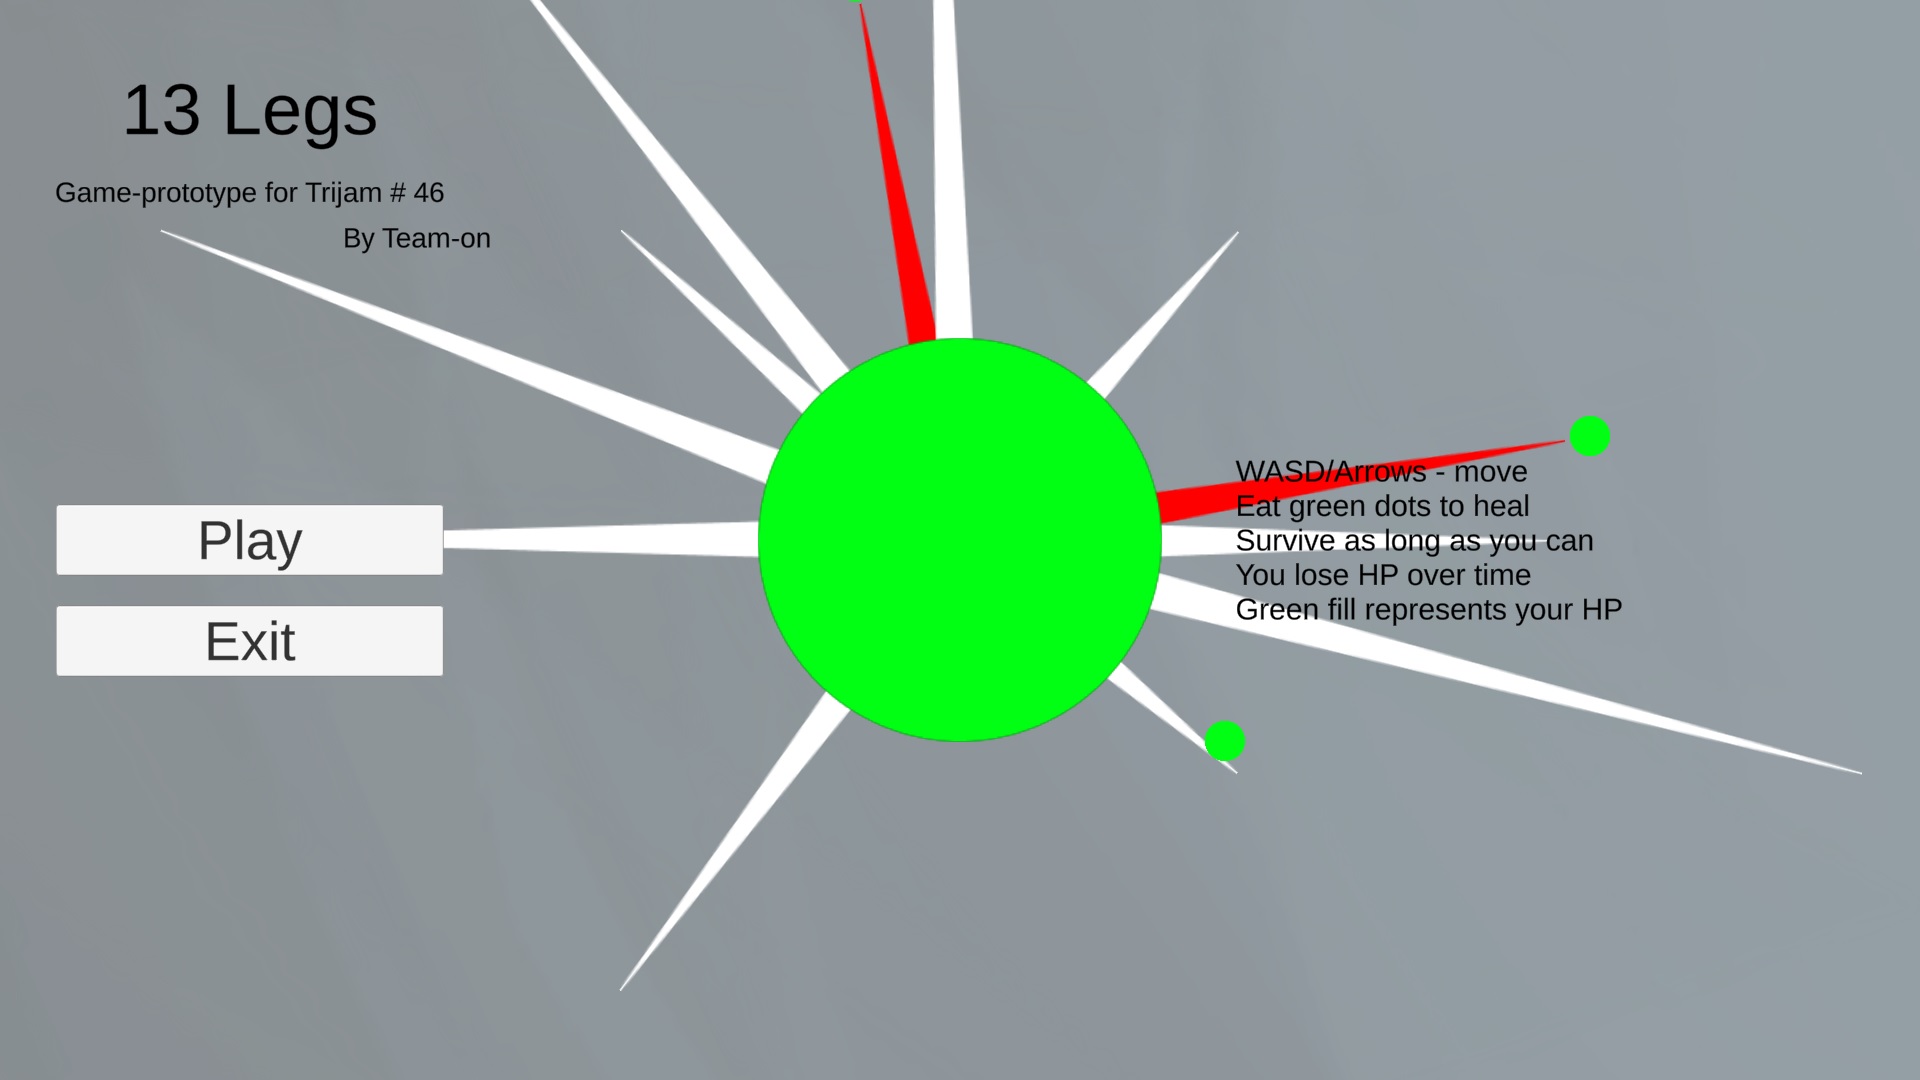 13 Legs
Game-prototype for Trijam # 46
By Team-on
Play
Exit
WASD/Arrows - move
Eat green dots to heal
Survive as long as you can
You lose HP over time
Green fill represents your HP